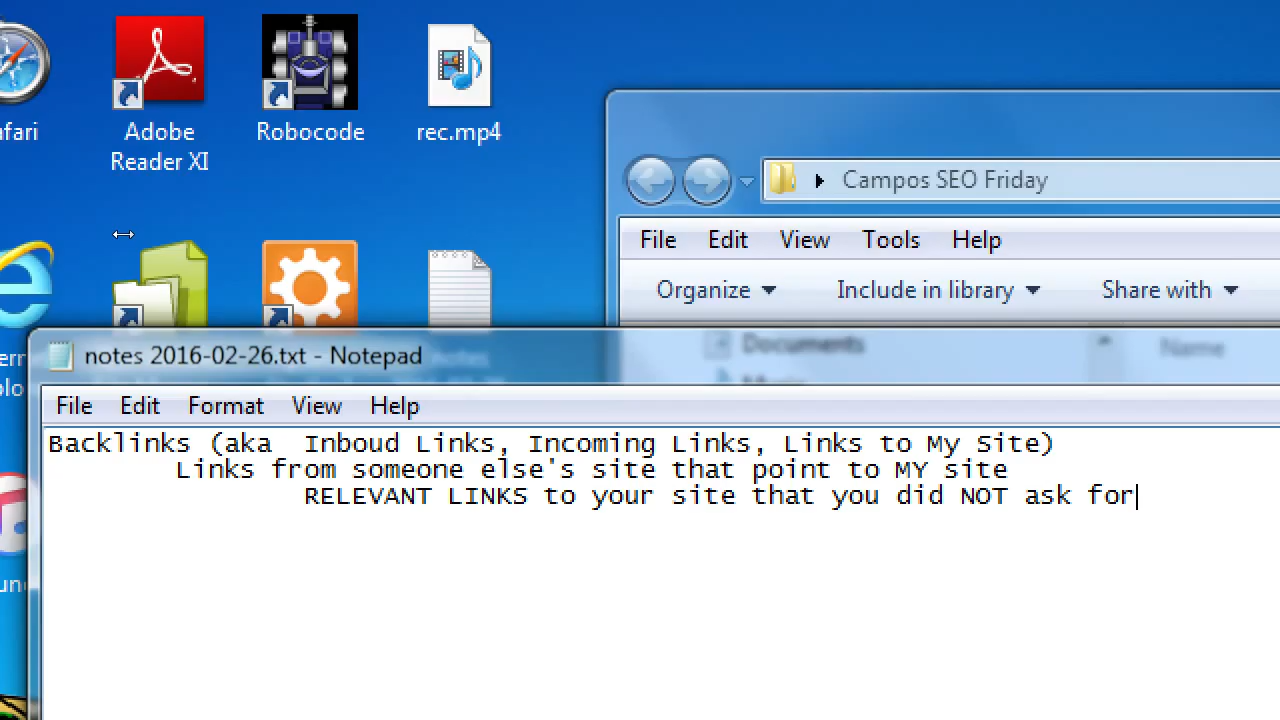 afari
Adobe
Reader XI
Robocode
rec.mp4
Campos SEO Friday
File Edit View Tools Help
Organize Include in library Share with
Documents
Name
notes 2016-02-26.txt - Notepad
File Edit Format View Help
Backlinks (aka  Inboud Links, Incoming Links, Links to My Site)
Links from someone else's site that point to MY site
RELEVANT LINKS to your site that you did NOT ask for